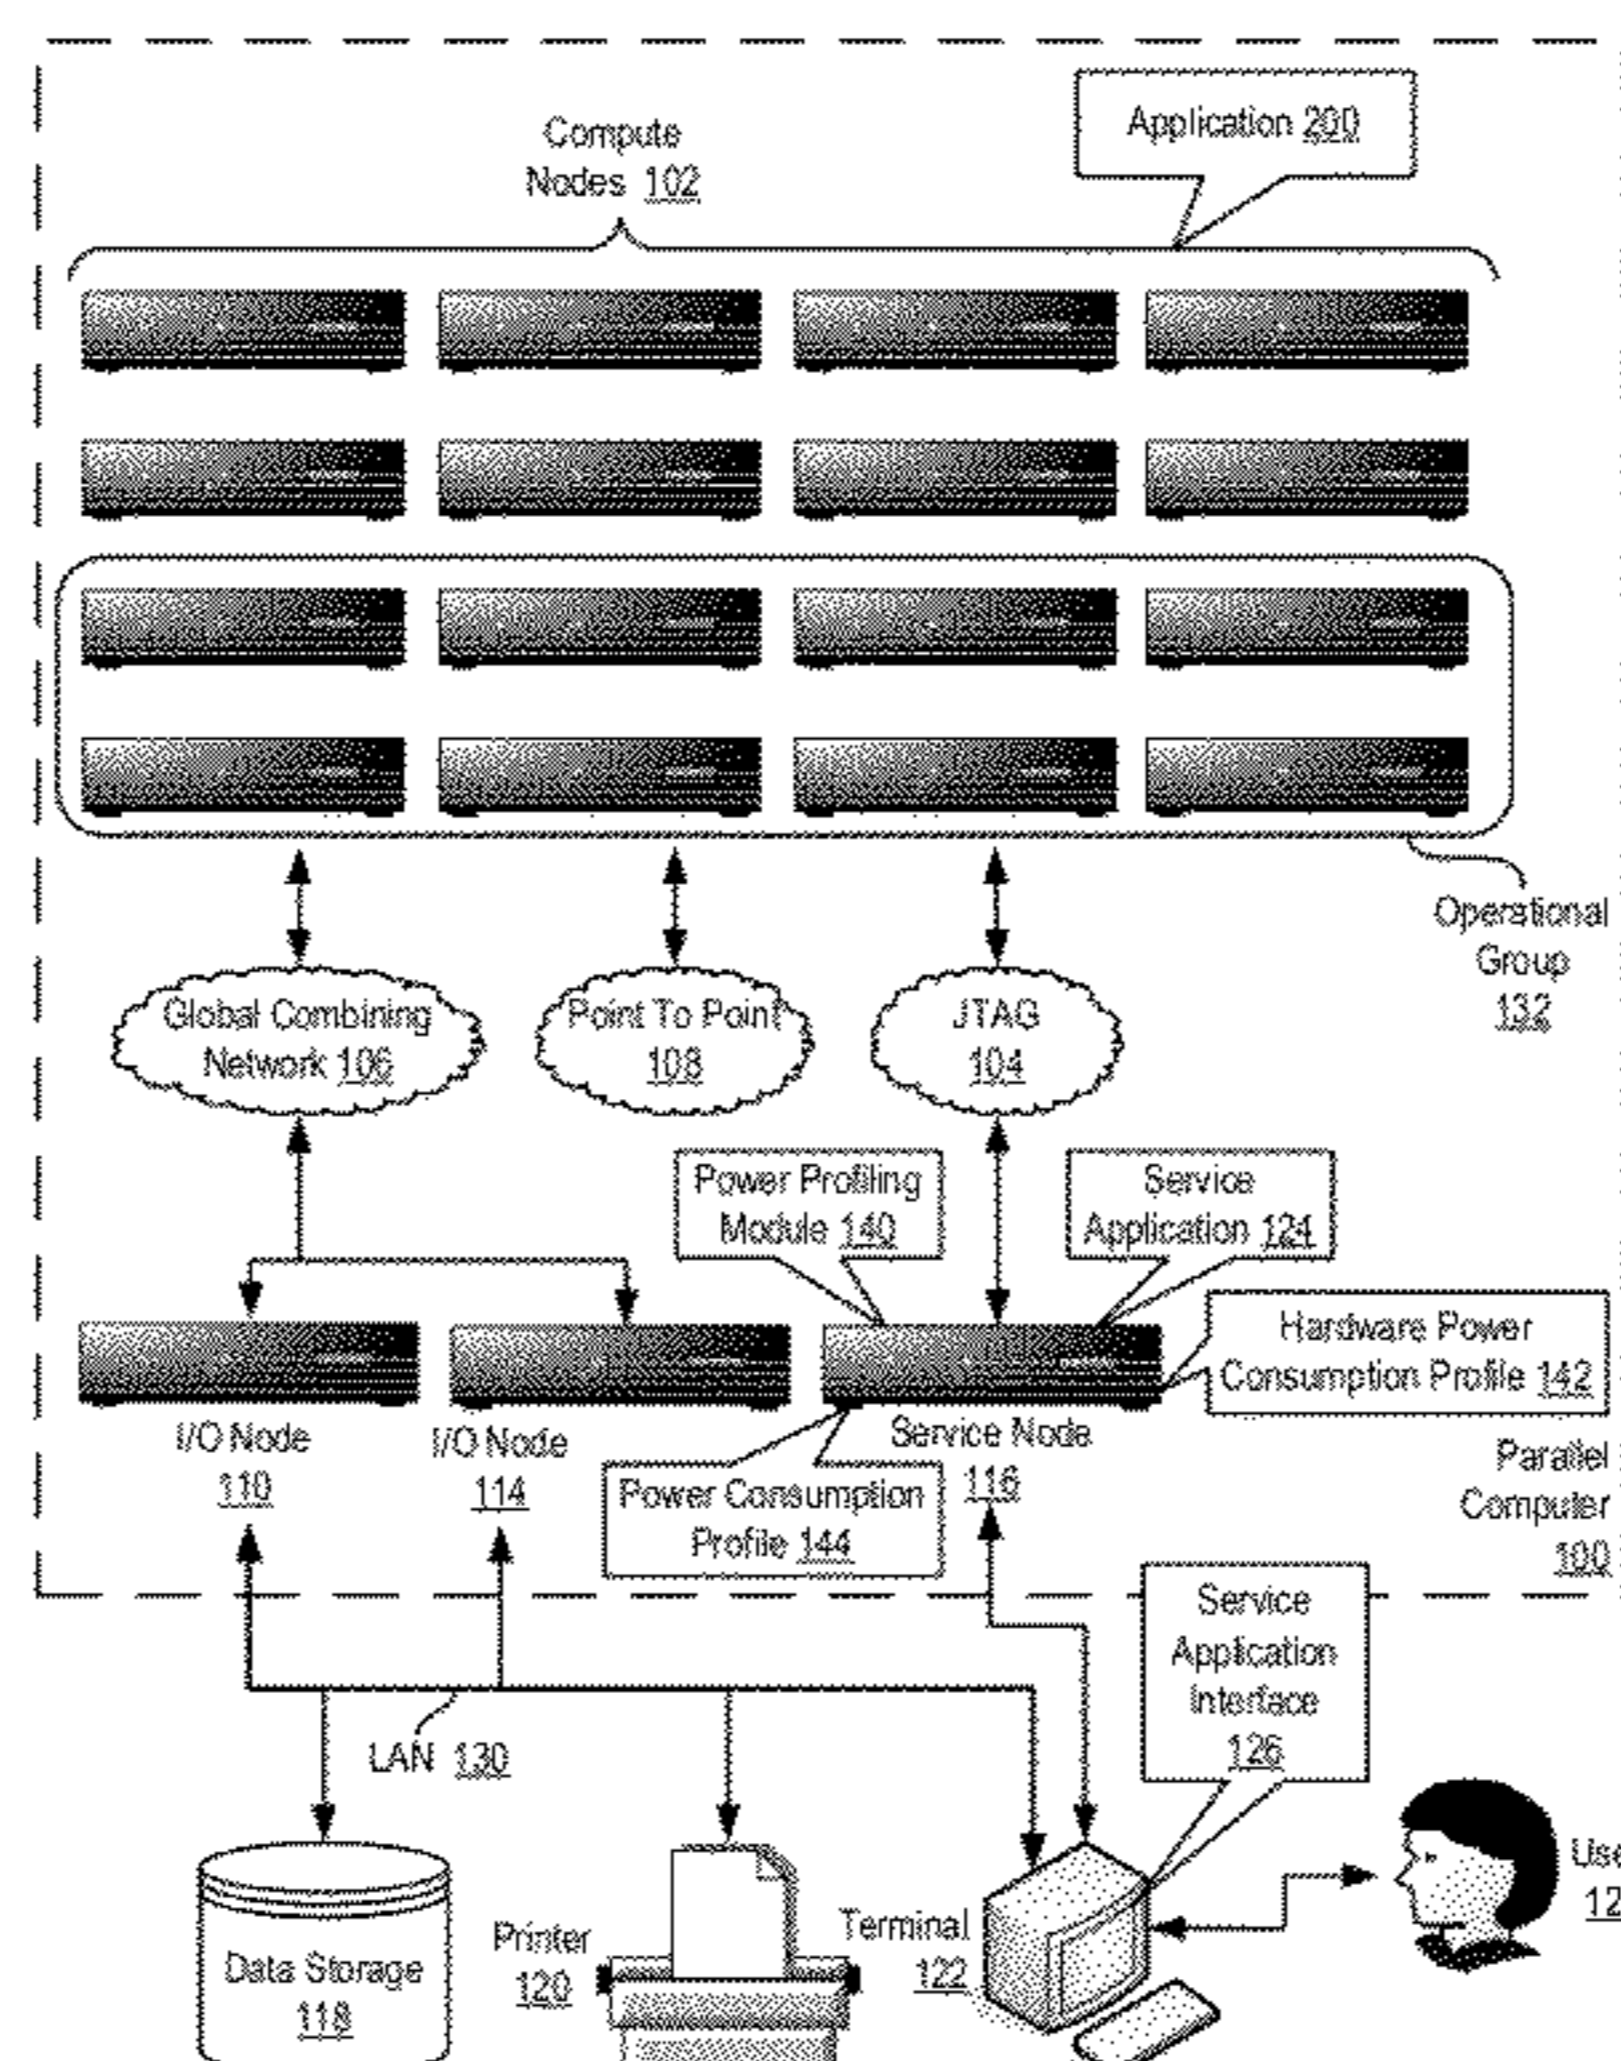 Application 200
Compute
Nodes 102
Operational
Group
132
Global Combining
Network 106
Point To Point
108
JTAG
104
Power Profiling
Module 140
Service
Application 124
Hardware Power
Consumption Profile 142
I/O Node
110
I/O Node
114
Service Node
116
Power Consumption
Profile 144
Parallel
Computer
100
Service
Application
Interface
126
LAN 130
Data Storage
118
Printer
120
Terminal
122